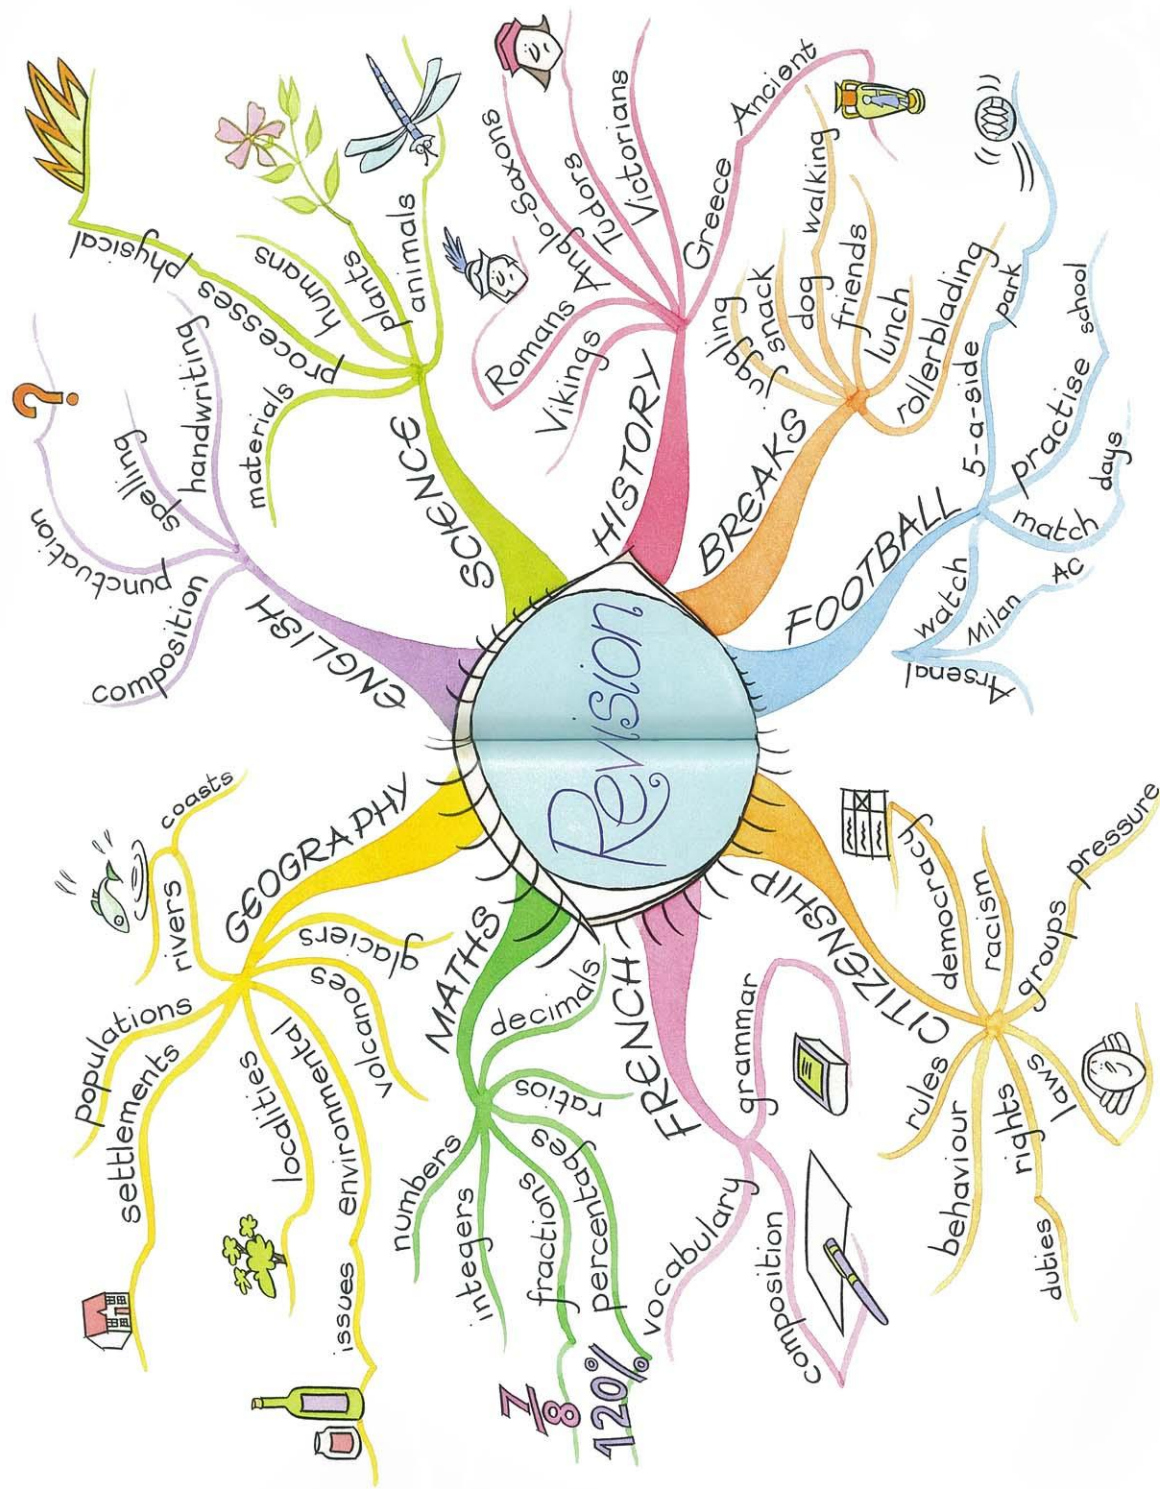 Revision
HISTORY
Vikings
Romans
Anglo-Saxons
Tudors
Victorians
Greece
Ancient
BREAKS
juggling
snack
dog
walking
friends
lunch
rollerblading
FOOTBALL
5-a-side
park
practise
school
match
days
watch
Milan
AC
Arsenal
CITIZENSHIP
democracy
racism
groups
pressure
laws
rights
duties
behaviour
rules
FRENCH
grammar
composition
vocabulary
MATHS
decimals
ratios
percentages
120%
fractions
7/8
integers
numbers
GEOGRAPHY
glaciers
volcanoes
environmental
issues
localities
settlements
populations
rivers
coasts
ENGLISH
composition
punctuation
?
spelling
handwriting
SCIENCE
materials
processes
physical
humans
plants
animals